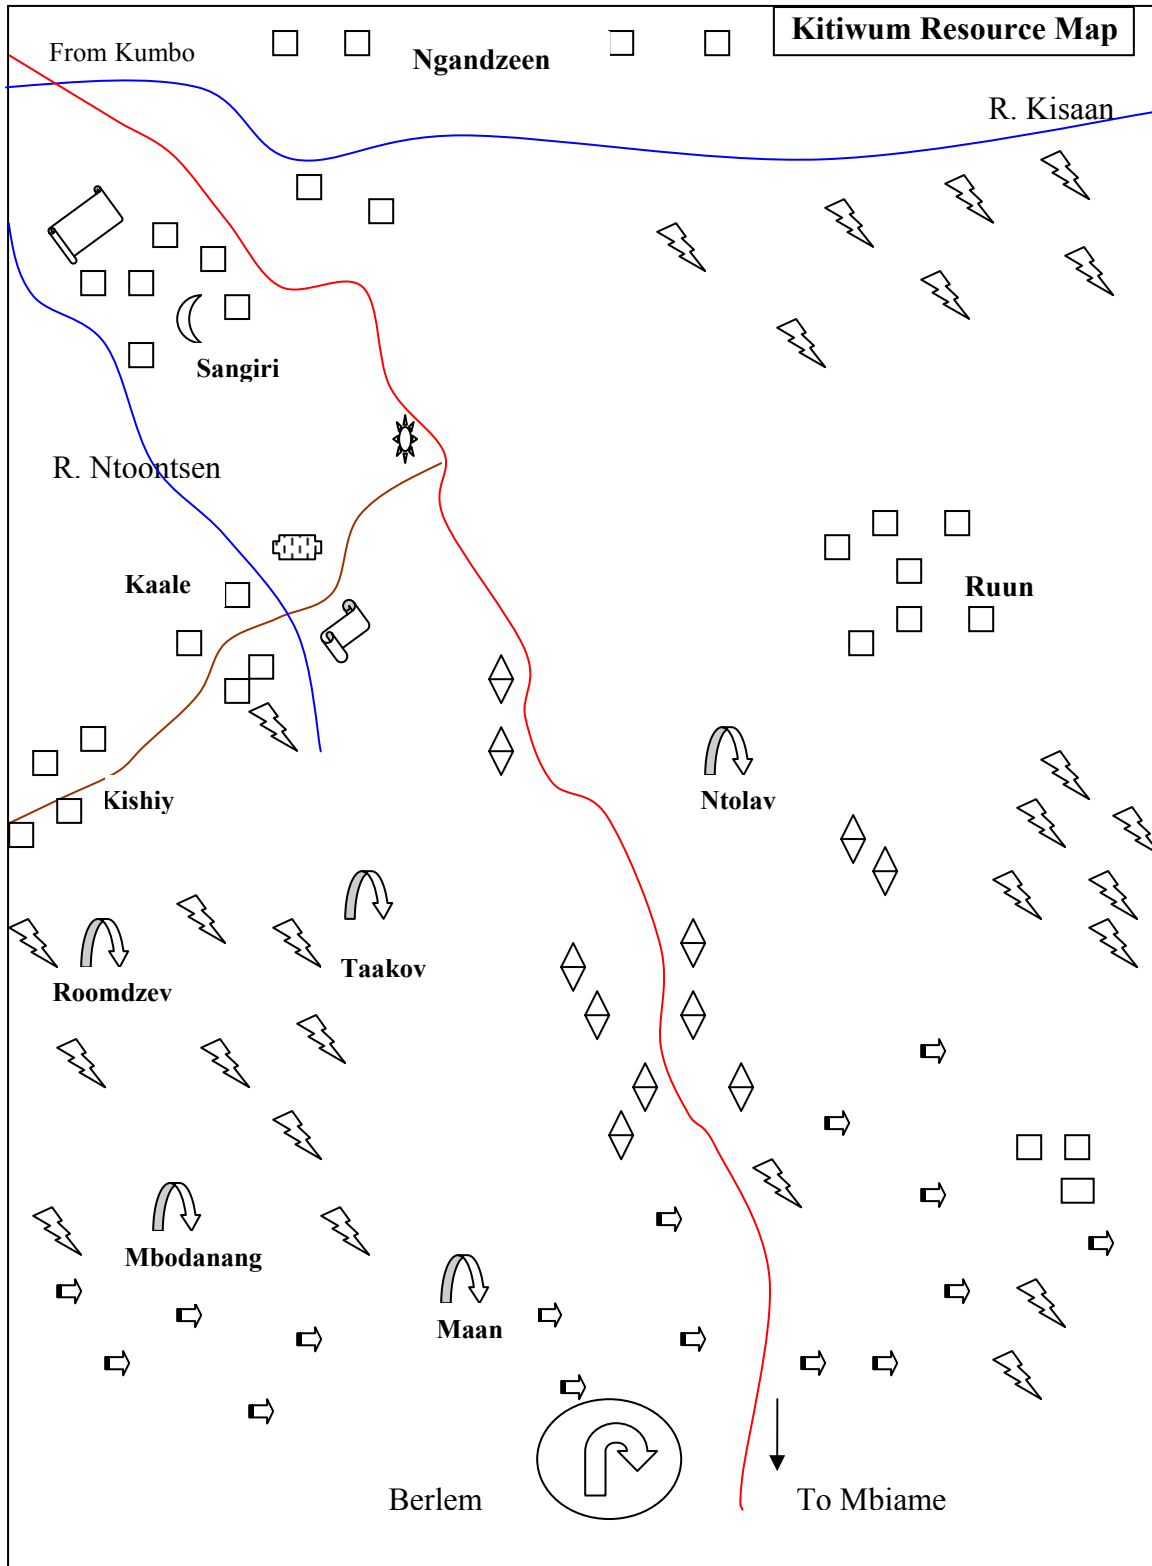 Kitiwum Resource Map
From Kumbo
Ngandzeen
R. Kisaan
Sangiri
R. Ntoontsen
Kaale
Ruun
Kishiy
Ntolav
Taakov
Roomdzev
Mbodanang
Maan
Berlem
To Mbiame